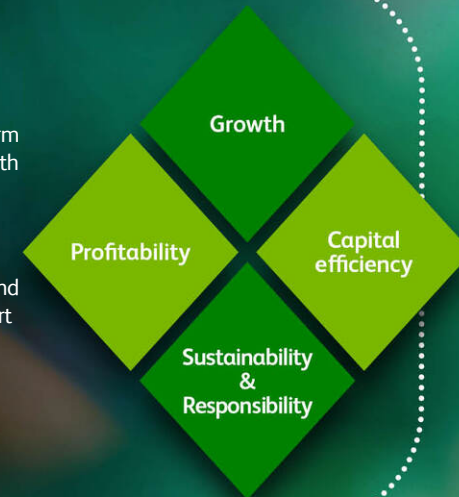 Growth
Profitability
Capital
efficiency
Sustainability
&
Responsibility